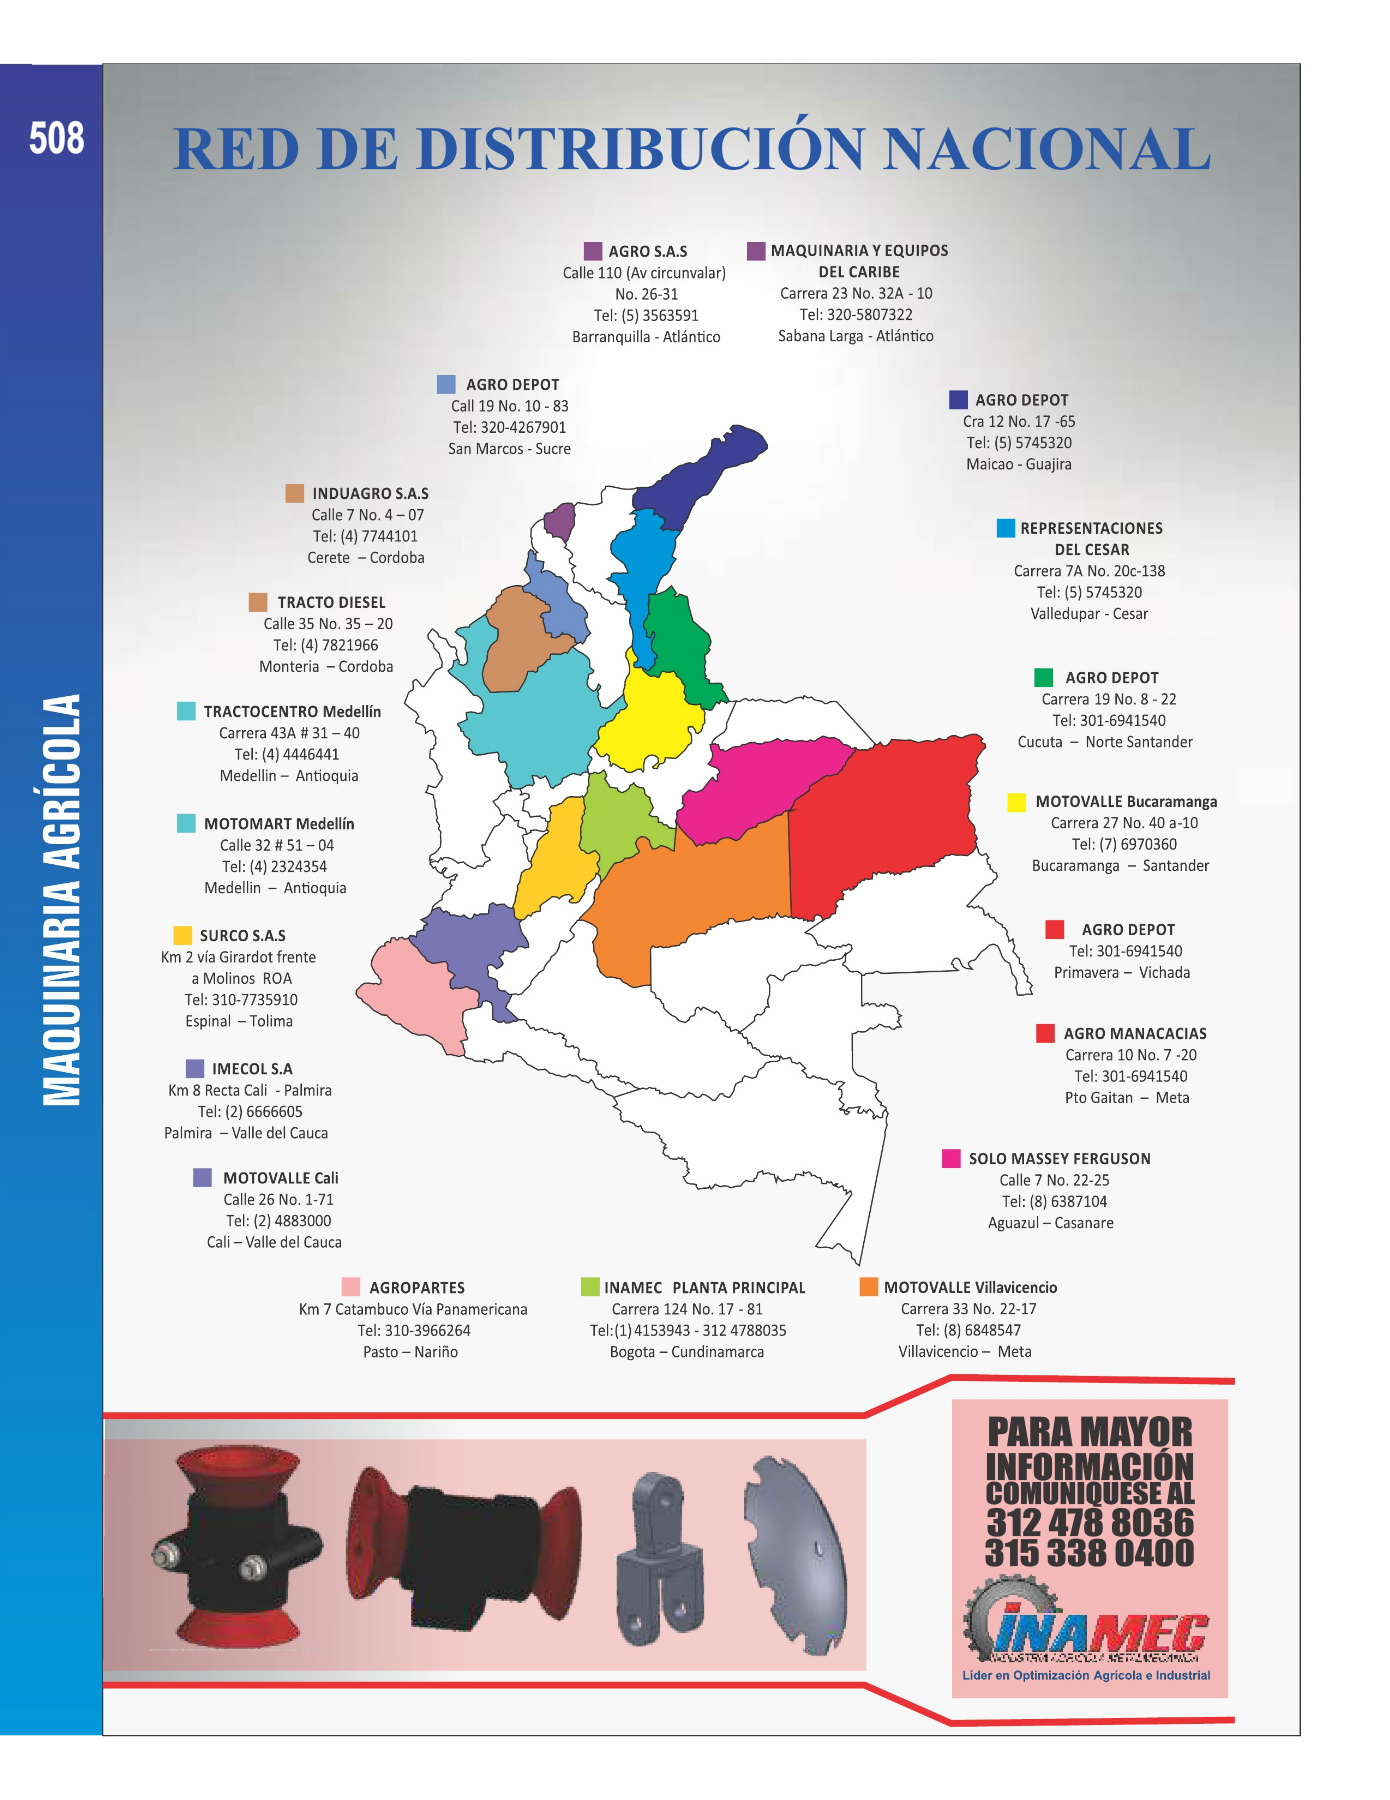 508
RED DE DISTRIBUCIÓN NACIONAL
MAQUINARIA AGRÍCOLA
AGRO S.A.S
Calle 110 (Av circunvalar)
No. 26-31
Tel: (5) 3563591
Barranquilla - Atlántico
MAQUINARIA Y EQUIPOS
DEL CARIBE
Carrera 23 No. 32A - 10
Tel: 320-5807322
Sabana Larga - Atlántico
AGRO DEPOT
Call 19 No. 10 - 83
Tel: 320-4267901
San Marcos - Sucre
AGRO DEPOT
Cra 12 No. 17 -65
Tel: (5) 5745320
Maicao - Guajira
INDUAGRO S.A.S
Calle 7 No. 4 – 07
Tel: (4) 7744101
Cerete – Cordoba
REPRESENTACIONES
DEL CESAR
Carrera 7A No. 20c-138
Tel: (5) 5745320
Valledupar - Cesar
TRACTO DIESEL
Calle 35 No. 35 – 20
Tel: (4) 7821966
Monteria – Cordoba
AGRO DEPOT
Carrera 19 No. 8 - 22
Tel: 301-6941540
Cucuta – Norte Santander
TRACTOCENTRO Medellín
Carrera 43A # 31 – 40
Tel: (4) 4446441
Medellin – Antioquia
MOTOVALLE Bucaramanga
Carrera 27 No. 40 a-10
Tel: (7) 6970360
Bucaramanga – Santander
MOTOMART Medellín
Calle 32 # 51 – 04
Tel: (4) 2324354
Medellin – Antioquia
AGRO DEPOT
Tel: 301-6941540
Primavera – Vichada
SURCO S.A.S
Km 2 vía Girardot frente
a Molinos ROA
Tel: 310-7735910
Espinal – Tolima
AGRO MANACACIAS
Carrera 10 No. 7 -20
Tel: 301-6941540
Pto Gaitan – Meta
IMECOL S.A
Km 8 Recta Cali - Palmira
Tel: (2) 6666605
Palmira – Valle del Cauca
SOLO MASSEY FERGUSON
Calle 7 No. 22-25
Tel: (8) 6387104
Aguazul – Casanare
MOTOVALLE Cali
Calle 26 No. 1-71
Tel: (2) 4883000
Cali – Valle del Cauca
AGROPARTES
Km 7 Catambuco Vía Panamericana
Tel: 310-3966264
Pasto – Nariño
INAMEC PLANTA PRINCIPAL
Carrera 124 No. 17 - 81
Tel:(1) 4153943 - 312 4788035
Bogota – Cundinamarca
MOTOVALLE Villavicencio
Carrera 33 No. 22-17
Tel: (8) 6848547
Villavicencio – Meta
PARA MAYOR
INFORMACIÓN
COMUNIQUESE AL
312 478 8036
315 338 0400
iNAMEC
Líder en Optimización Agrícola e Industrial